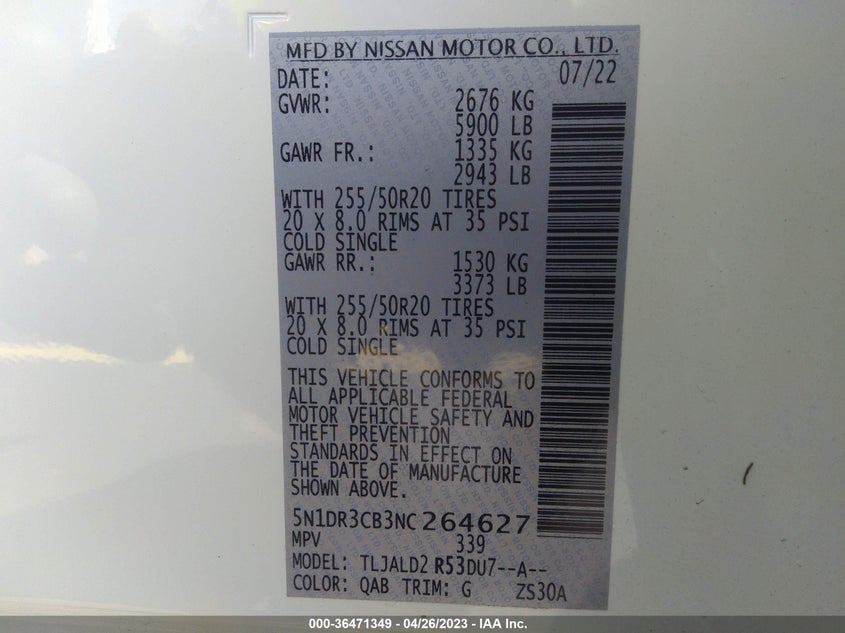 MFD BY NISSAN MOTOR CO., LTD.
DATE: 07/22
GVWR: 2676 KG
5900 LB
GAWR FR.: 1335 KG
2943 LB
WITH 255/50R20 TIRES
20 X 8.0 RIMS AT 35 PSI
COLD SINGLE
GAWR RR.: 1530 KG
3373 LB
WITH 255/50R20 TIRES
20 X 8.0 RIMS AT 35 PSI
COLD SINGLE
THIS VEHICLE CONFORMS TO
ALL APPLICABLE FEDERAL
MOTOR VEHICLE SAFETY AND
THEFT PREVENTION
STANDARDS IN EFFECT ON
THE DATE OF MANUFACTURE
SHOWN ABOVE.
5N1DR3CB3NC264627
MPV 339
MODEL: TLJALD2 R53DU7--A--
COLOR: QAB TRIM: G ZS30A
000-36471349 - 04/26/2023 - IAA Inc.